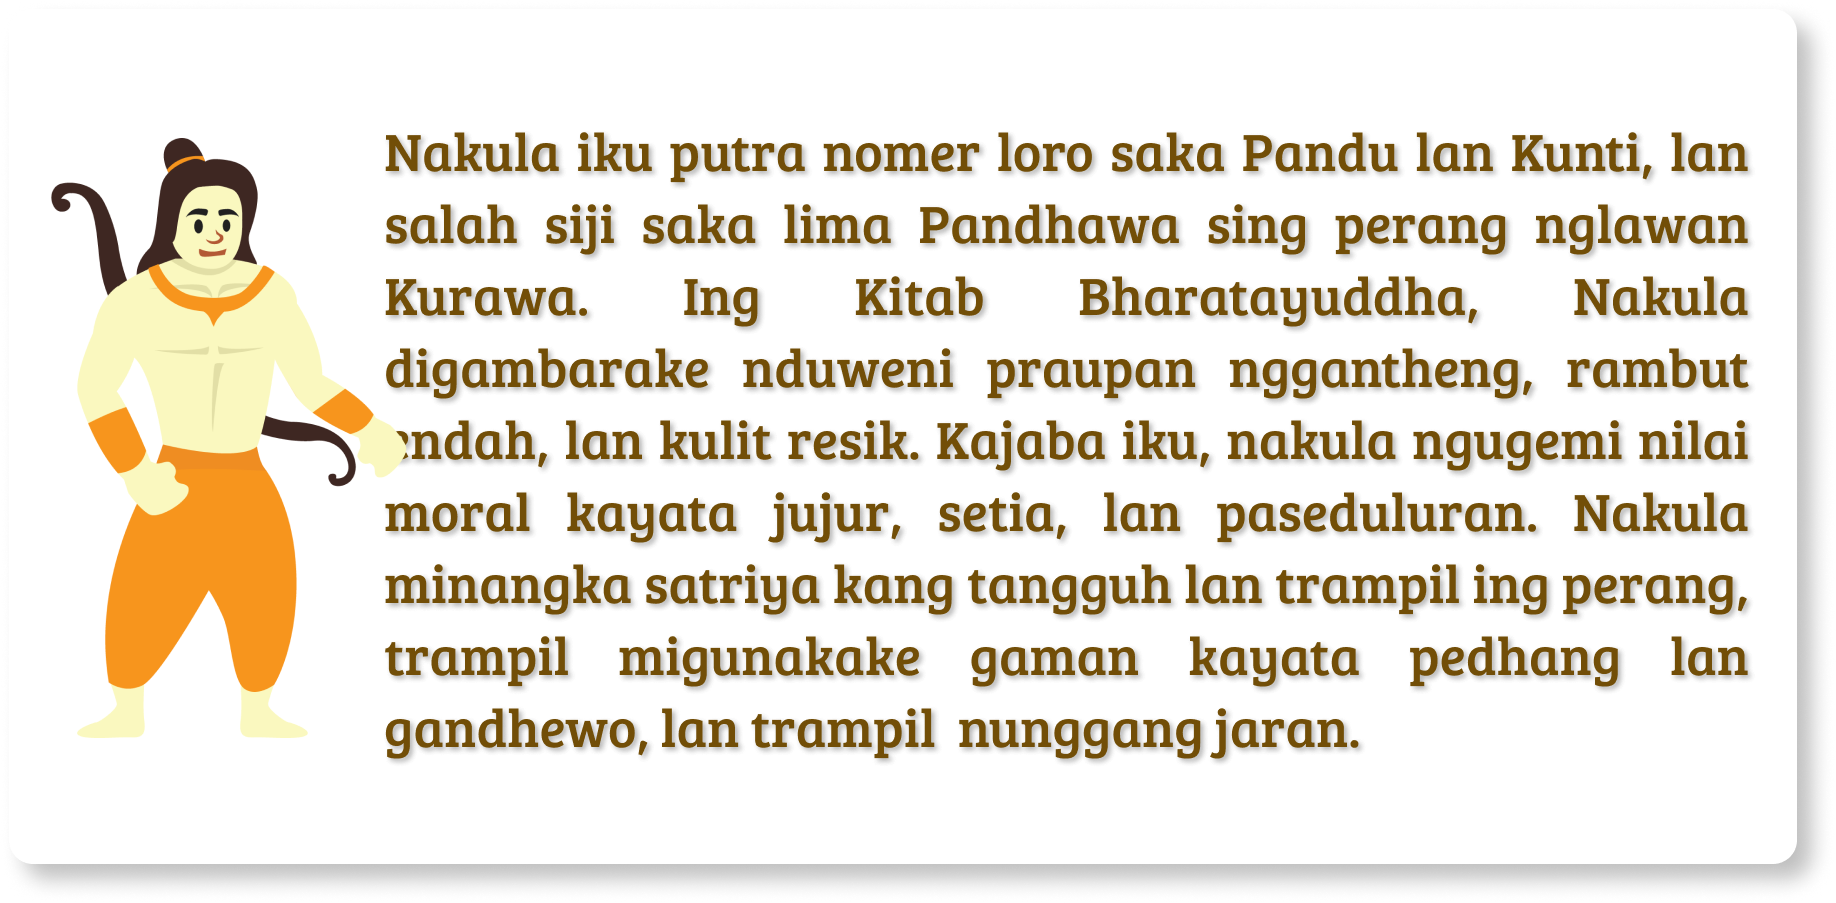 Nakula iku putra nomer loro saka Pandu lan Kunti, lan
salah siji saka lima Pandhawa sing perang nglawan
Kurawa. Ing Kitab Bharatayuddha, Nakula
digambarake nduweni praupan nggantheng, rambut
endah, lan kulit resik. Kajaba iku, nakula ngugemi nilai
moral kayata jujur, setia, lan paseduluran. Nakula
minangka satriya kang tangguh lan trampil ing perang,
trampil migunakake gaman kayata pedhang lan
gandhewo, lan trampil nunggang jaran.